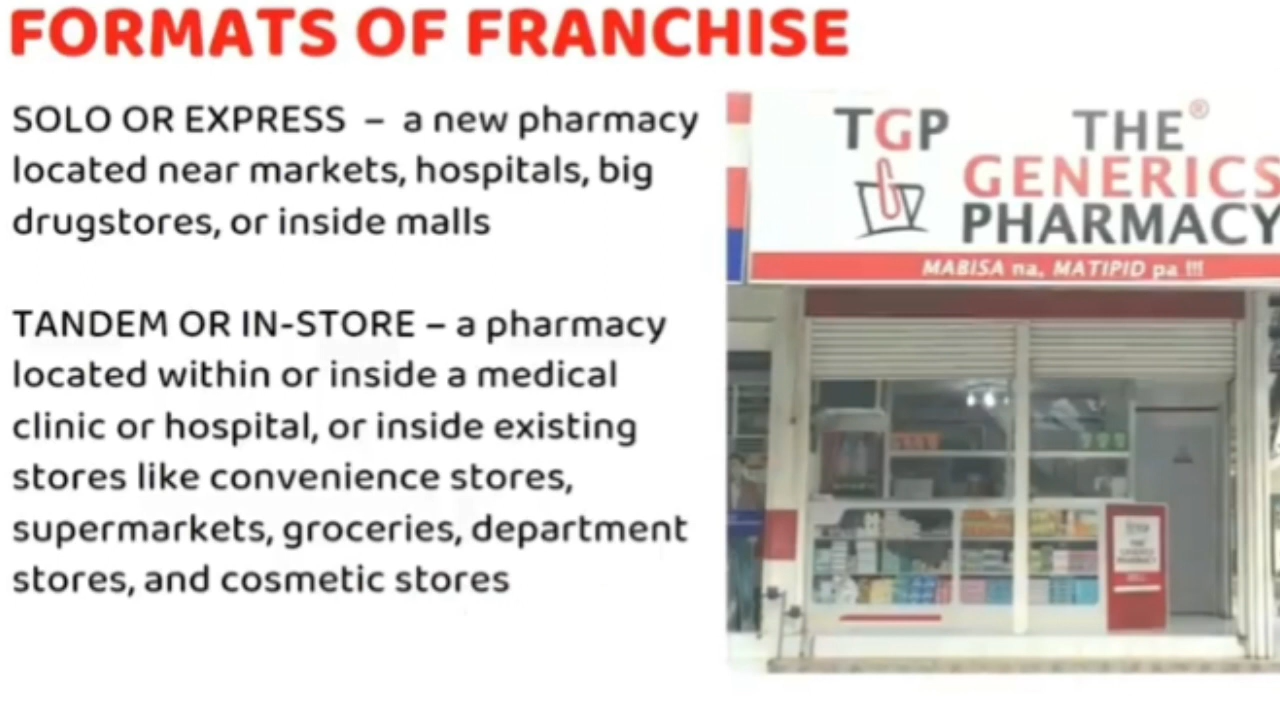 FORMATS OF FRANCHISE
SOLO OR EXPRESS – a new pharmacy
located near markets, hospitals, big
drugstores, or inside malls
TANDEM OR IN-STORE – a pharmacy
located within or inside a medical
clinic or hospital, or inside existing
stores like convenience stores,
supermarkets, groceries, department
stores, and cosmetic stores
TGP
THE®
GENERICS
PHARMACY
MABISA na, MATIPID pa !!!